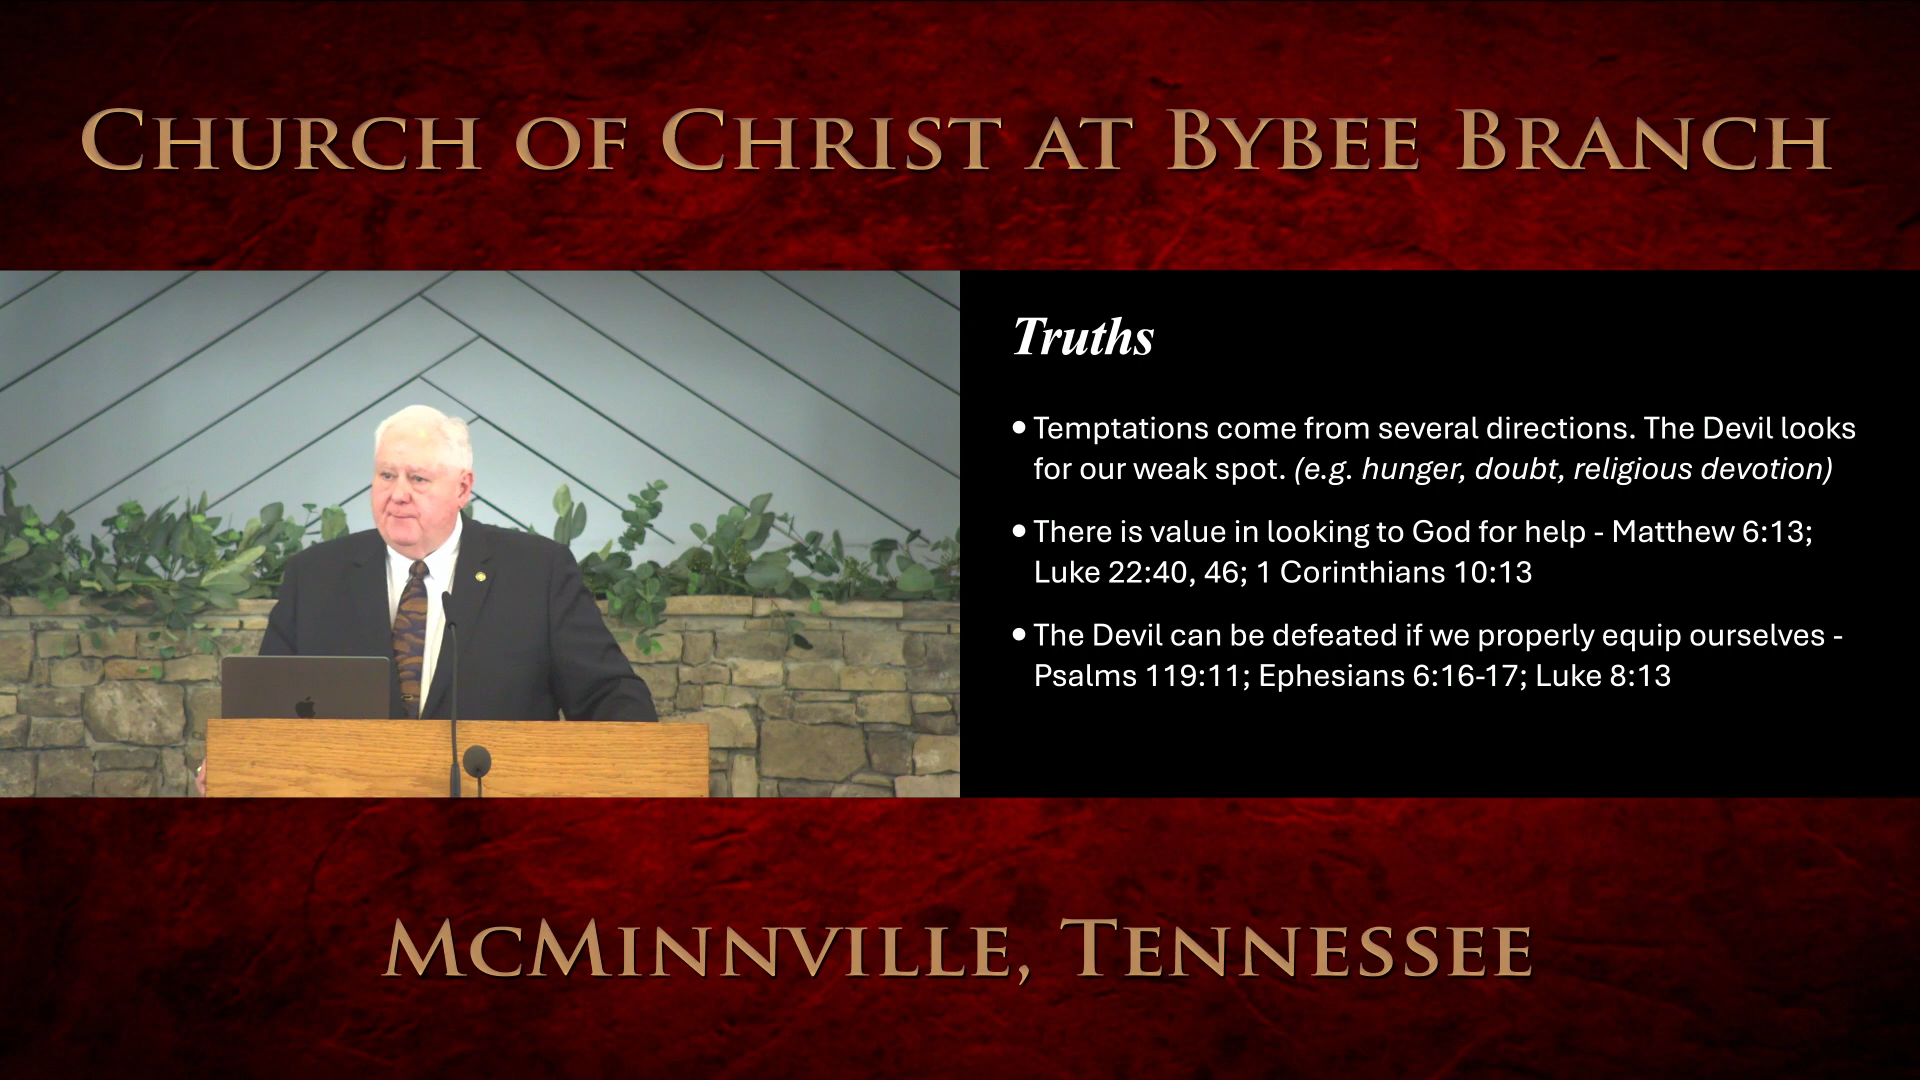 Church of Christ at Bybee Branch
Truths
• Temptations come from several directions. The Devil looks
for our weak spot. (e.g. hunger, doubt, religious devotion)
• There is value in looking to God for help - Matthew 6:13;
Luke 22:40, 46; 1 Corinthians 10:13
• The Devil can be defeated if we properly equip ourselves -
Psalms 119:11; Ephesians 6:16-17; Luke 8:13
McMinnville, Tennessee